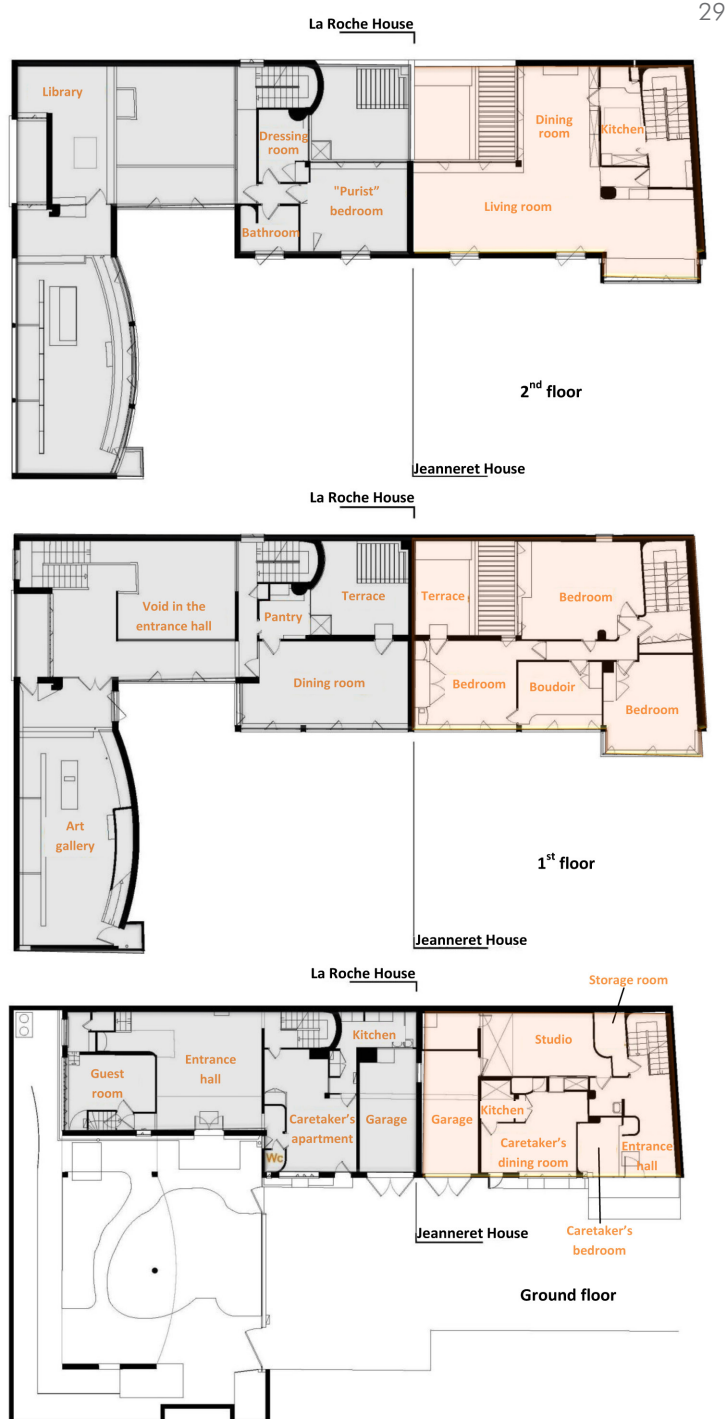 29
La Roche House
Library
Dressing
room
"Purist"
bedroom
Bathroom
Dining
room
Kitchen
Living room
2nd floor
Jeanneret House
La Roche House
Void in the
entrance hall
Pantry
Terrace
Terrace
Bedroom
Dining room
Bedroom
Boudoir
Bedroom
Art
gallery
1st floor
Jeanneret House
La Roche House
Storage room
Kitchen
Studio
Guest
room
Entrance
hall
Caretaker's
apartment
Garage
Garage
Kitchen
Caretaker's
dining room
Entrance
hall
Wc
Jeanneret House
Caretaker's
bedroom
Ground floor